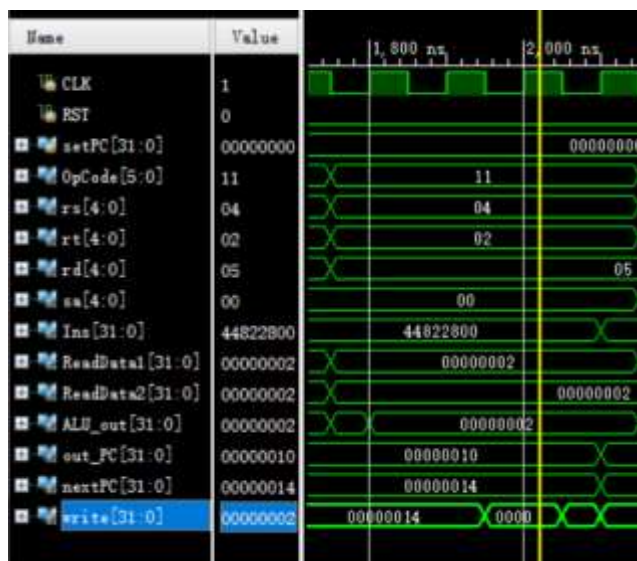 Name Value 1,800 ns 2,000 ns
CLK 1
RST 0
setPC[31:0] 00000000 0000000
OpCode[5:0] 11 11
rs[4:0] 04 04
rt[4:0] 02 02
rd[4:0] 05 05
sa[4:0] 00 00
Ins[31:0] 44822800 44822800
ReadData1[31:0] 00000002 00000002
ReadData2[31:0] 00000002 00000002
ALU_out[31:0] 00000002 00000002
out_PC[31:0] 00000010 00000010
nextPC[31:0] 00000014 00000014
write[31:0] 00000002 00000014 0000